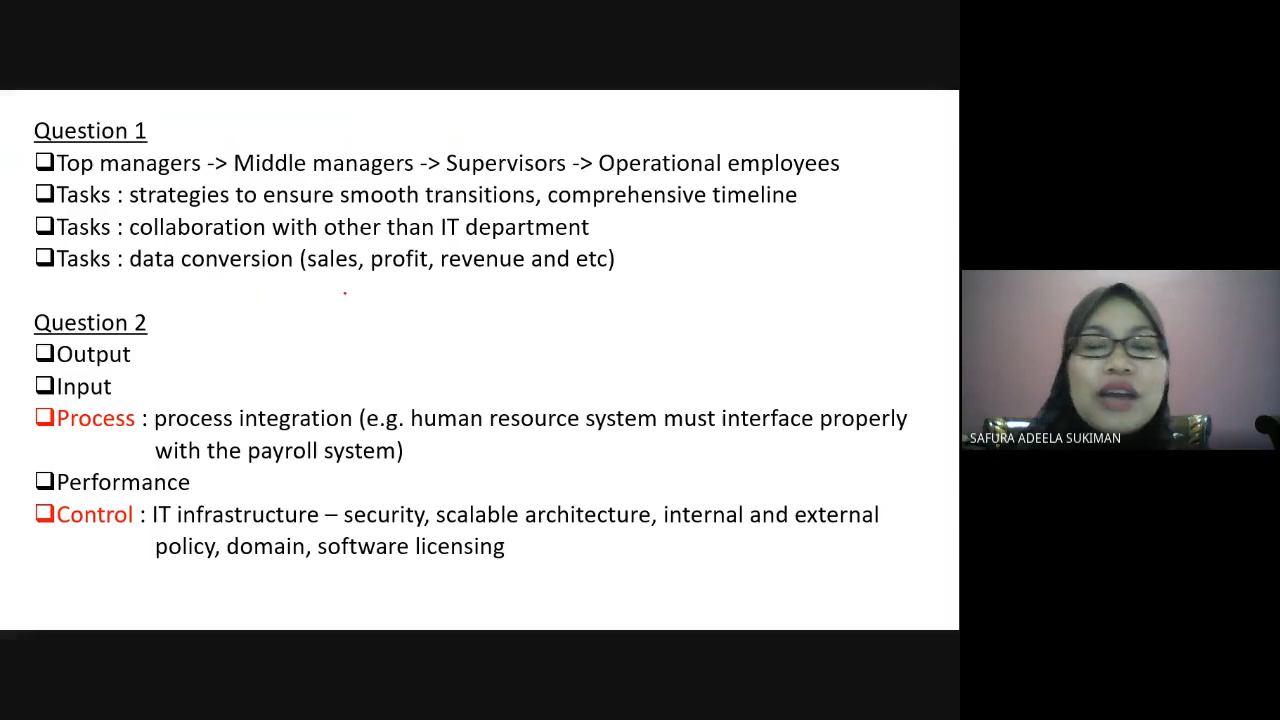 Question 1
❑Top managers -> Middle managers -> Supervisors -> Operational employees
❑Tasks : strategies to ensure smooth transitions, comprehensive timeline
❑Tasks : collaboration with other than IT department
❑Tasks : data conversion (sales, profit, revenue and etc)
Question 2
❑Output
❑Input
❑Process : process integration (e.g. human resource system must interface properly
with the payroll system)
❑Performance
❑Control : IT infrastructure – security, scalable architecture, internal and external
policy, domain, software licensing
SAFURA ADEELA SUKIMAN